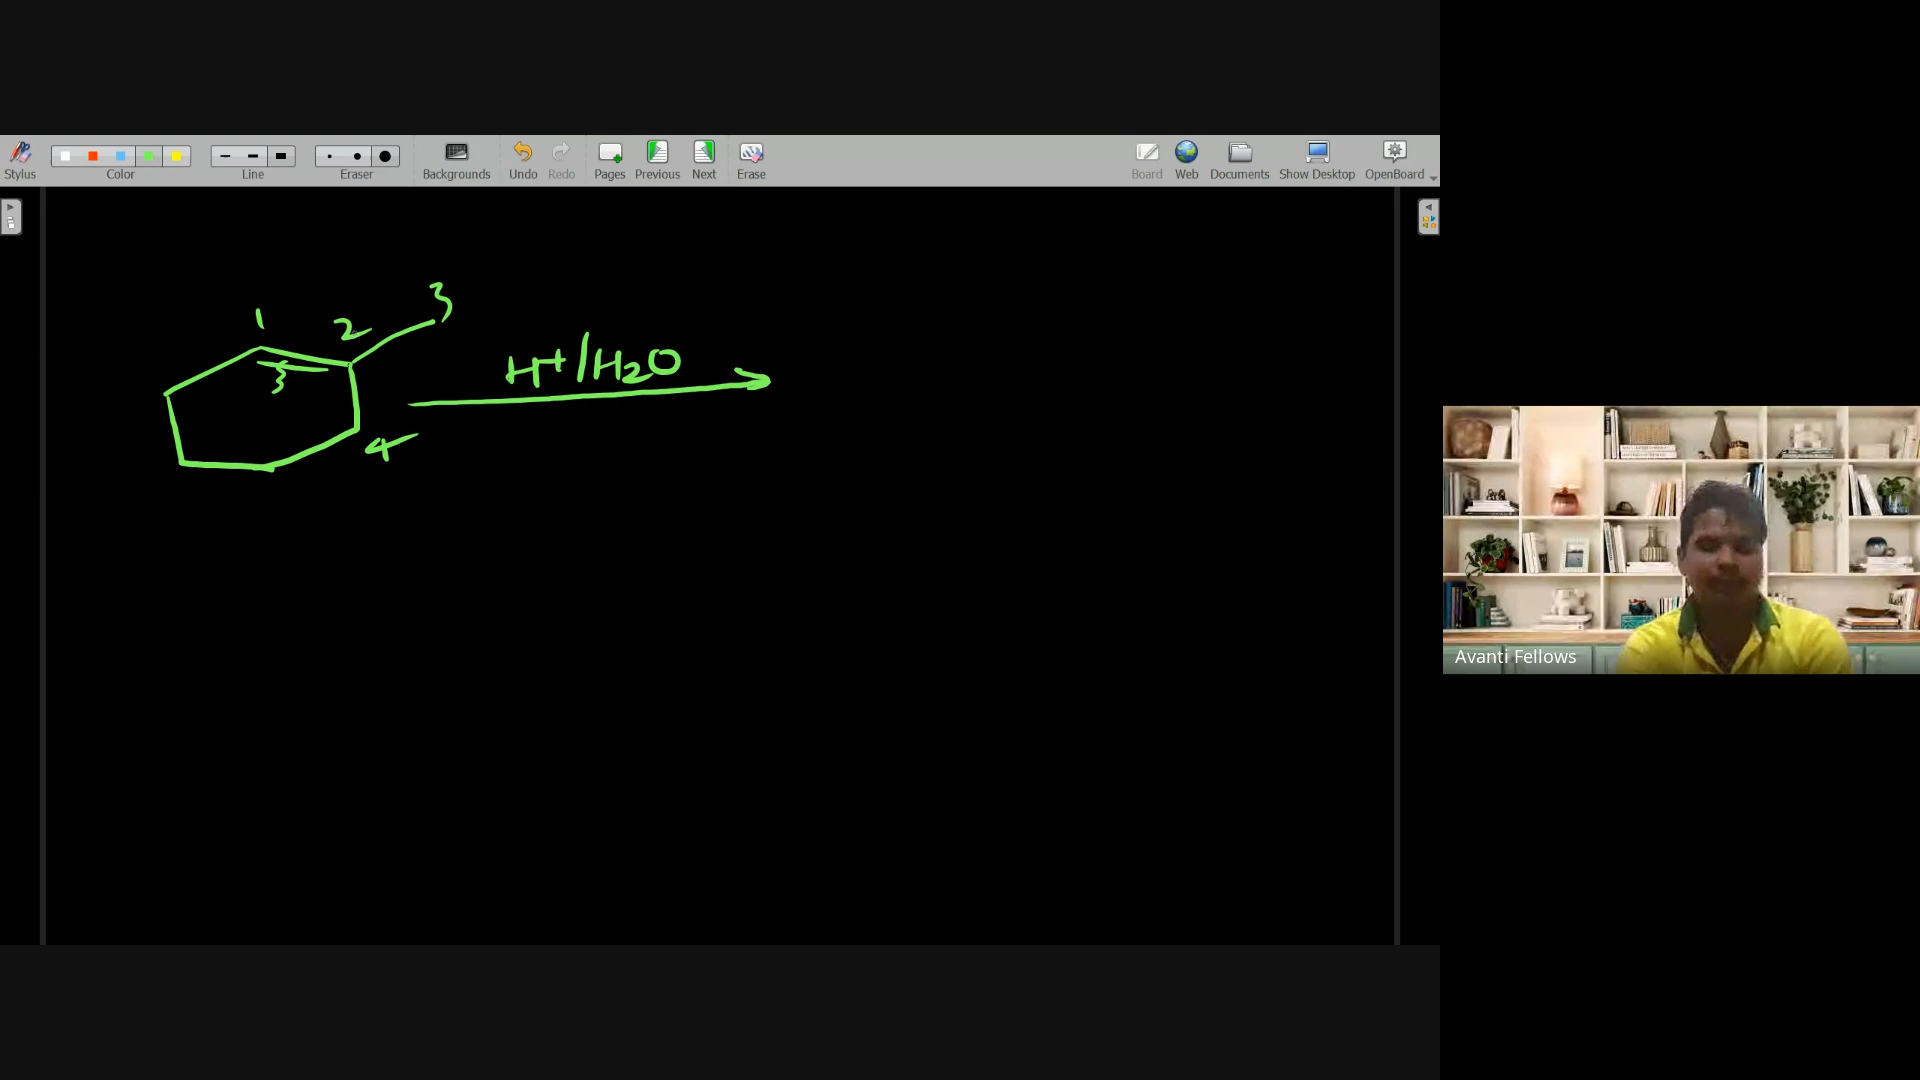 Stylus
Color
Line
Eraser
Backgrounds
Undo
Redo
Pages
Previous
Next
Erase
Board
Web
Documents
Show Desktop
OpenBoard
3
1
2
H+/H2O
3
4
Avanti Fellows